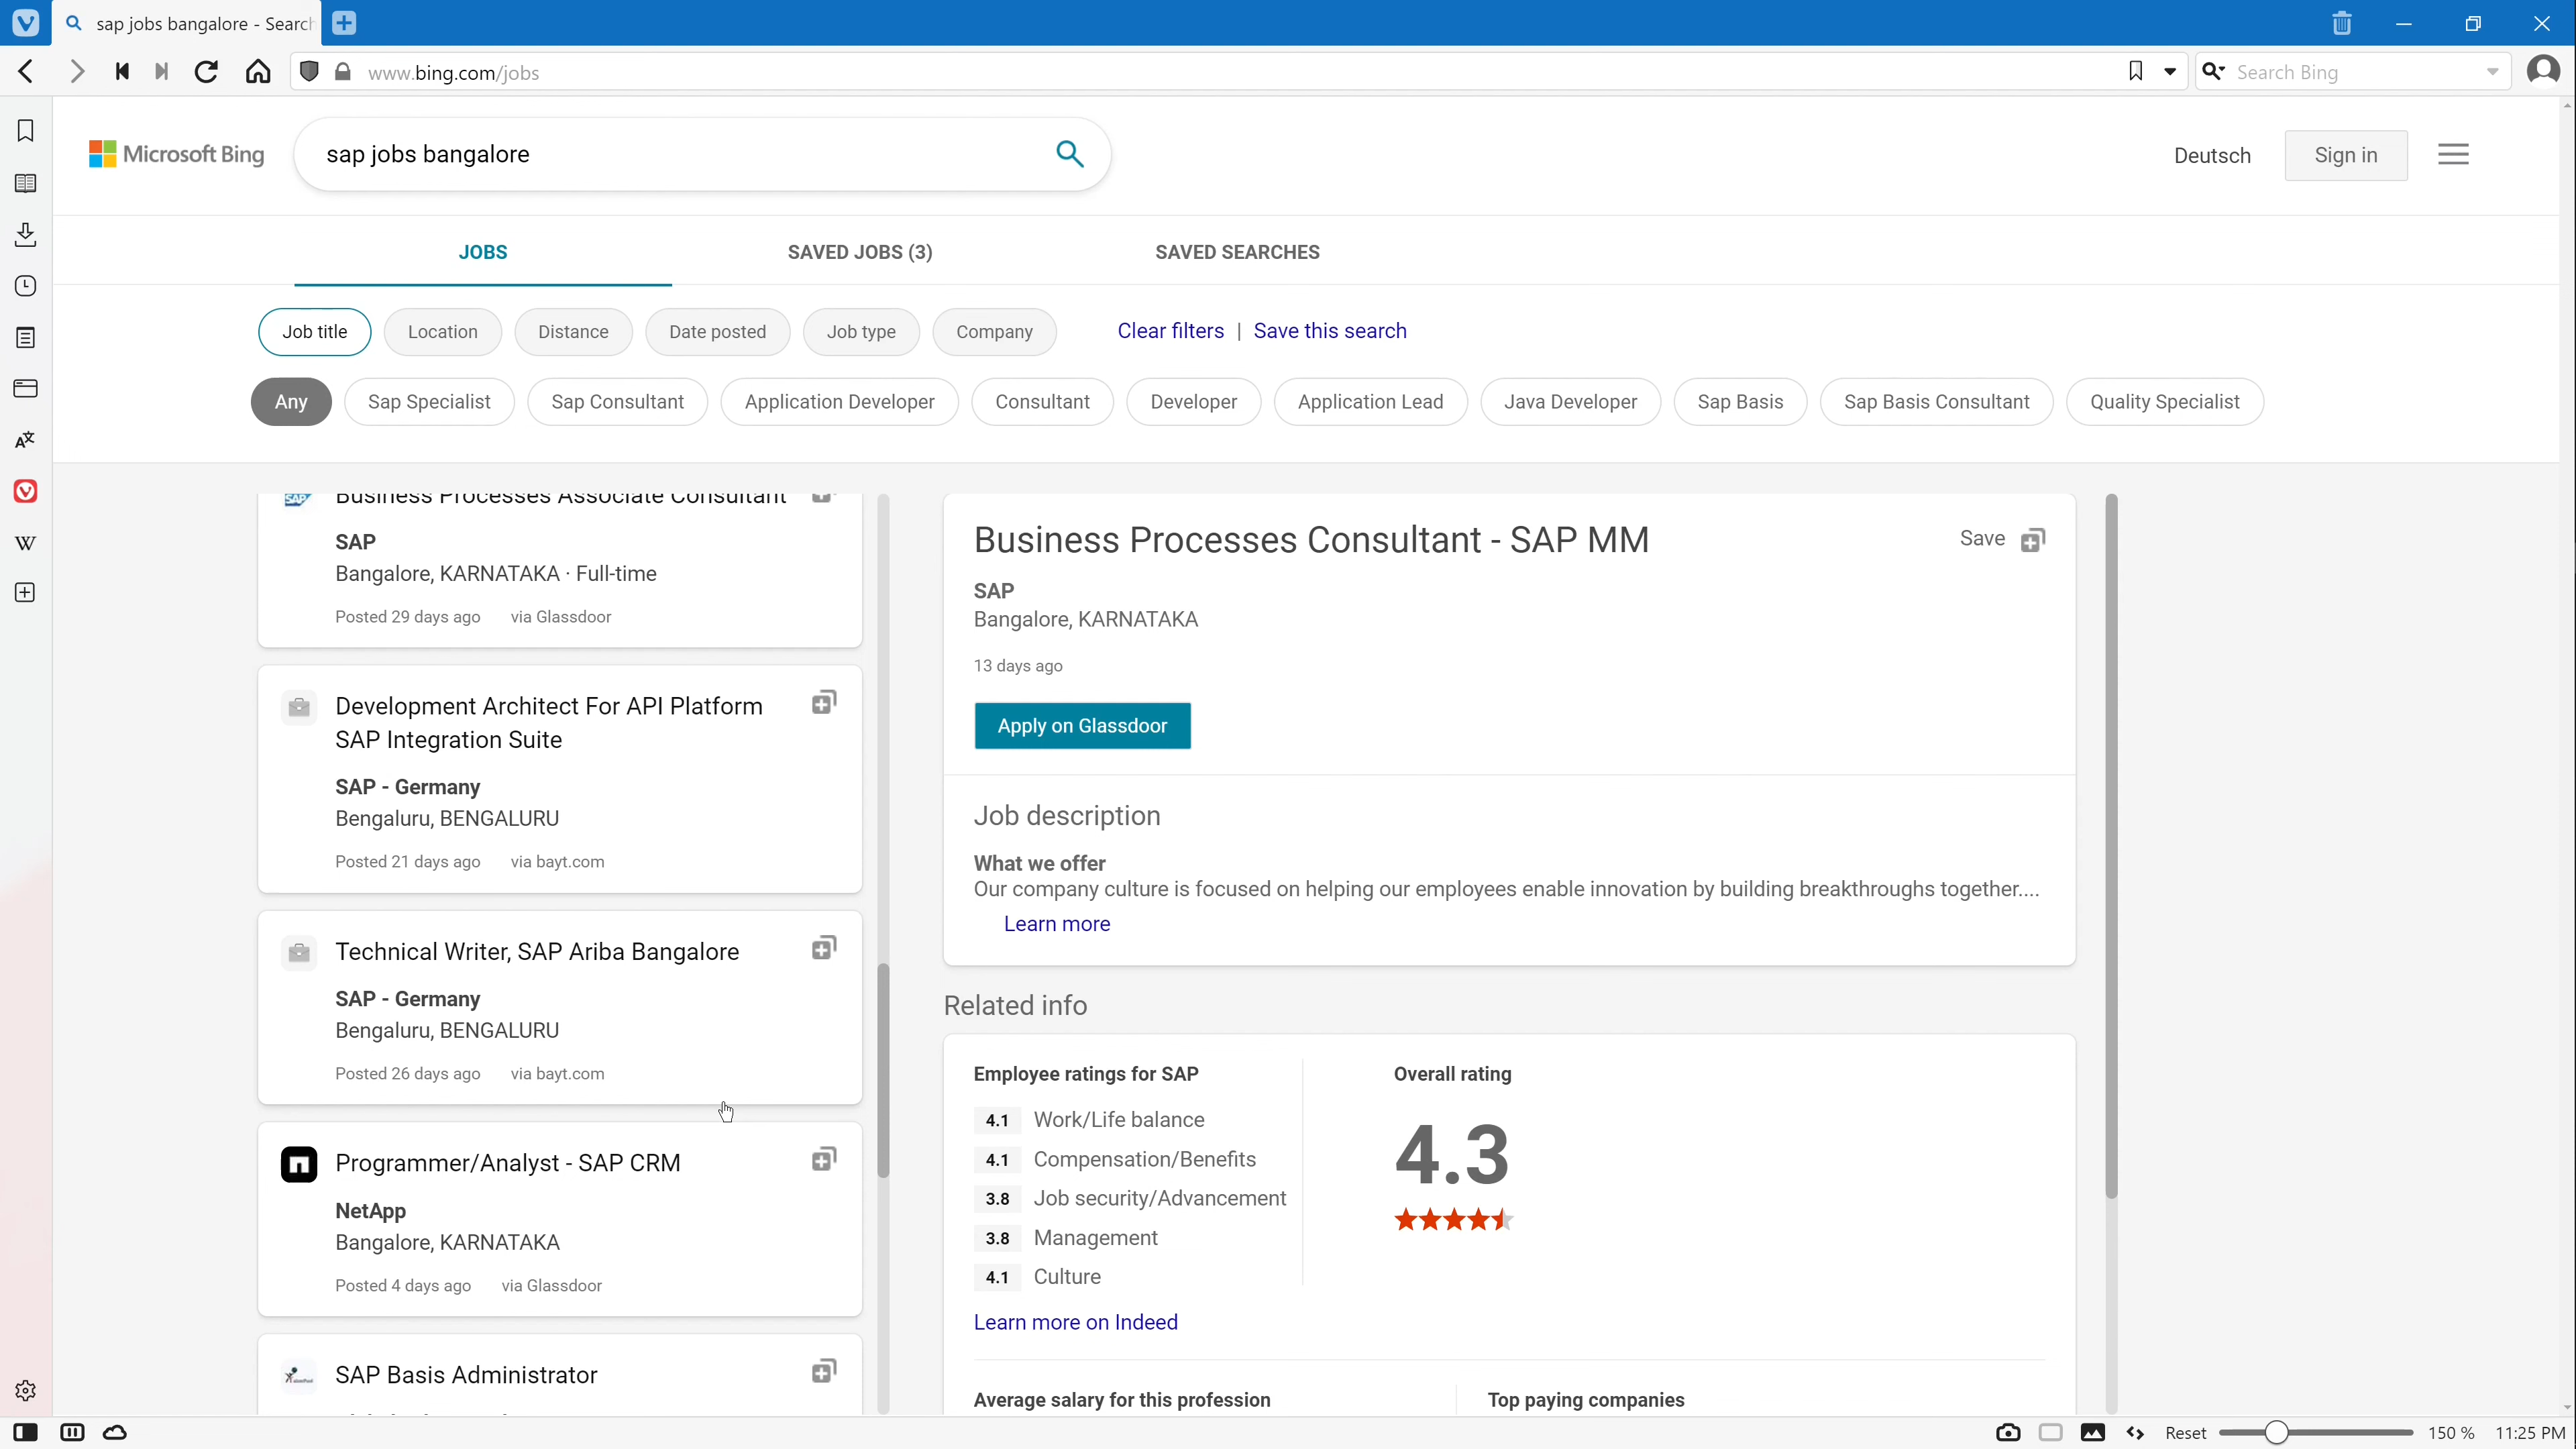 sap jobs bangalore - Search
www.bing.com/jobs
Search Bing
Microsoft Bing
sap jobs bangalore
Deutsch
Sign in
JOBS
SAVED JOBS (3)
SAVED SEARCHES
Job title
Location
Distance
Date posted
Job type
Company
Clear filters | Save this search
Any
Sap Specialist
Sap Consultant
Application Developer
Consultant
Developer
Application Lead
Java Developer
Sap Basis
Sap Basis Consultant
Quality Specialist
SAP
Business Processes Associate Consultant
SAP
Bangalore, KARNATAKA · Full-time
Posted 29 days ago via Glassdoor
Development Architect For API Platform
SAP Integration Suite
SAP - Germany
Bengaluru, BENGALURU
Posted 21 days ago via bayt.com
Technical Writer, SAP Ariba Bangalore
SAP - Germany
Bengaluru, BENGALURU
Posted 26 days ago via bayt.com
Programmer/Analyst - SAP CRM
NetApp
Bangalore, KARNATAKA
Posted 4 days ago via Glassdoor
SAP Basis Administrator
Business Processes Consultant - SAP MM
Save
SAP
Bangalore, KARNATAKA
13 days ago
Apply on Glassdoor
Job description
What we offer
Our company culture is focused on helping our employees enable innovation by building breakthroughs together....
Learn more
Related info
Employee ratings for SAP
4.1 Work/Life balance
4.1 Compensation/Benefits
3.8 Job security/Advancement
3.8 Management
4.1 Culture
Learn more on Indeed
Overall rating
4.3
Average salary for this profession
Top paying companies
Reset
150 %
11:25 PM